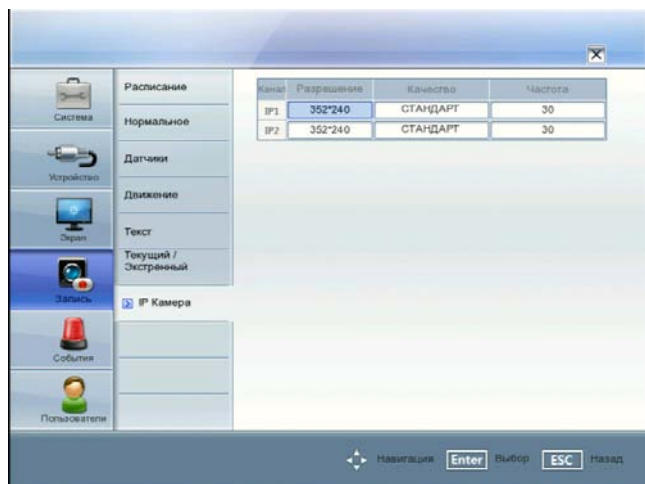 Система
Устройство
Экран
Запись
События
Пользователи
Расписание
Нормальное
Датчики
Движение
Текст
Текущий /
Экстренный
IP Камера
Канал Разрешение Качество Частота
IP1 352*240 СТАНДАРТ 30
IP2 352*240 СТАНДАРТ 30
Навигация Enter Выбор ESC Назад